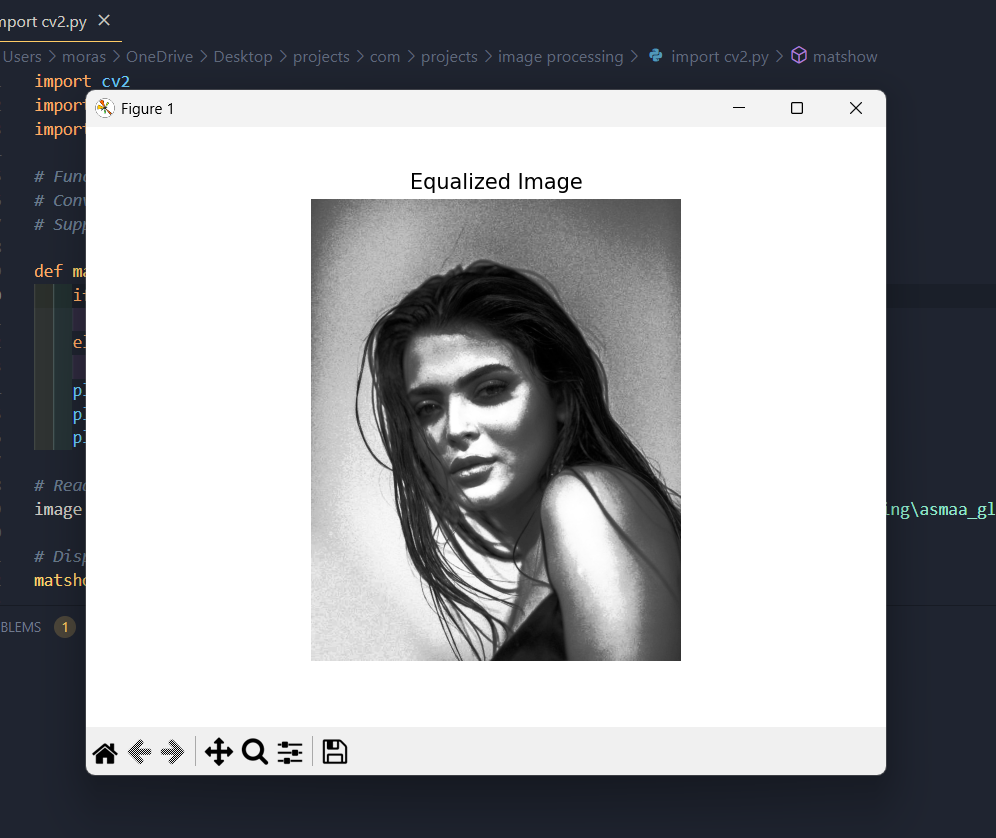 mport cv2.py
Users > moras > OneDrive > Desktop > projects > com > projects > image processing > import cv2.py > matshow
import cv2
import
import
Figure 1
# Func
# Conv
# Supp
def ma
if
el
pl
pl
pl
Equalized Image
# Read
image
ing\asmaa_gl
# Disp
matsho
BLEMS 1